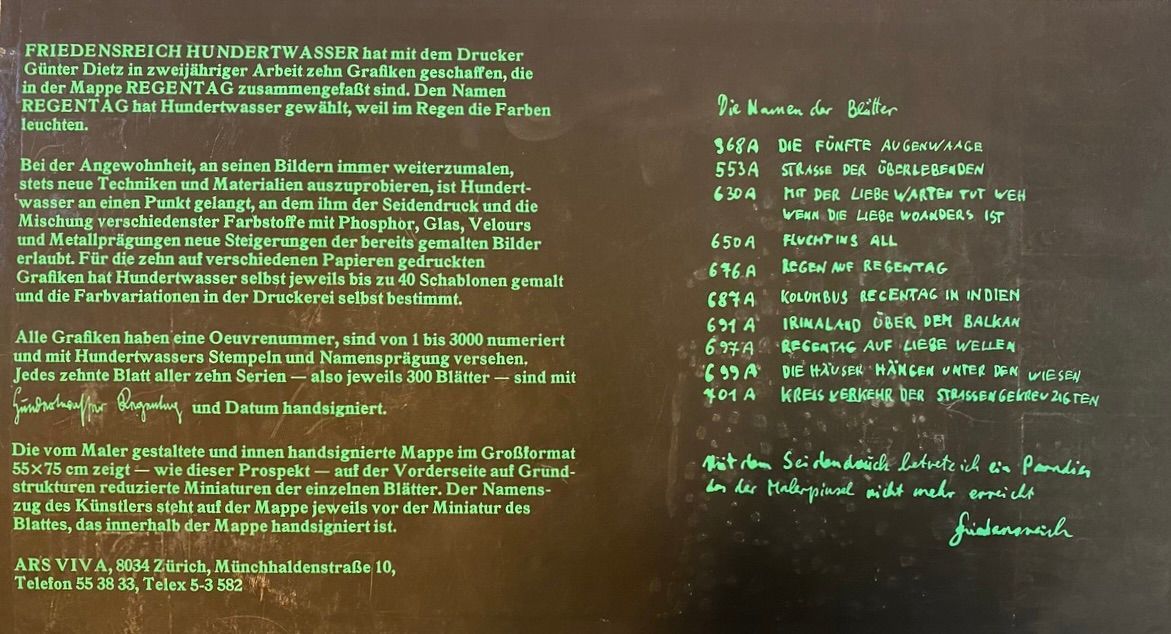 FRIEDENSREICH HUNDERTWASSER hat mit dem Drucker
Günter Dietz in zweijähriger Arbeit zehn Grafiken geschaffen, die
in der Mappe REGENTAG zusammengefaßt sind. Den Namen
REGENTAG hat Hundertwasser gewählt, weil im Regen die Farben
leuchten.
Bei der Angewohnheit, an seinen Bildern immer weiterzumalen,
stets neue Techniken und Materialien auszuprobieren, ist Hundert-
wasser an einen Punkt gelangt, an dem ihm der Seidendruck und die
Mischung verschiedenster Farbstoffe mit Phosphor, Glas, Velours
und Metallprägungen neue Steigerungen der bereits gemalten Bilder
erlaubt. Für die zehn auf verschiedenen Papieren gedruckten
Grafiken hat Hundertwasser selbst jeweils bis zu 40 Schablonen gemalt
und die Farbvariationen in der Druckerei selbst bestimmt.
Alle Grafiken haben eine Oeuvrenummer, sind von 1 bis 3000 numeriert
und mit Hundertwassers Stempeln und Namensprägung versehen.
Jedes zehnte Blatt aller zehn Serien — also jeweils 300 Blätter — sind mit
Hundertwasser Regentag und Datum handsigniert.
Die vom Maler gestaltete und innen handsignierte Mappe im Großformat
55×75 cm zeigt — wie dieser Prospekt — auf der Vorderseite auf Grund-
strukturen reduzierte Miniaturen der einzelnen Blätter. Der Namens-
zug des Künstlers steht auf der Mappe jeweils vor der Miniatur des
Blattes, das innerhalb der Mappe handsigniert ist.
ARS VIVA, 8034 Zürich, Münchhaldenstraße 10,
Telefon 55 38 33, Telex 5-3 582
Die Namen der Blätter
368A DIE FÜNFTE AUGENWAAGE
553A STRASSE DER ÜBERLEBENDEN
630A MIT DER LIEBE WARTEN TUT WEH
WENN DIE LIEBE WOANDERS IST
650A FLUCHT INS ALL
676A REGEN AUF REGENTAG
687A KOLUMBUS REGENTAG IN INDIEN
691A IRINALAND ÜBER DEM BALKAN
697A REGENTAG AUF LIEBE WELLEN
699A DIE HÄUSER HÄNGEN UNTER DEN WIESEN
701A KREISVERKEHR DER STRASSENGEKREUZIGTEN
Mit dem Seidendruck betrete ich ein Paradies
das der Malerpinsel nicht mehr erreicht
Friedensreich